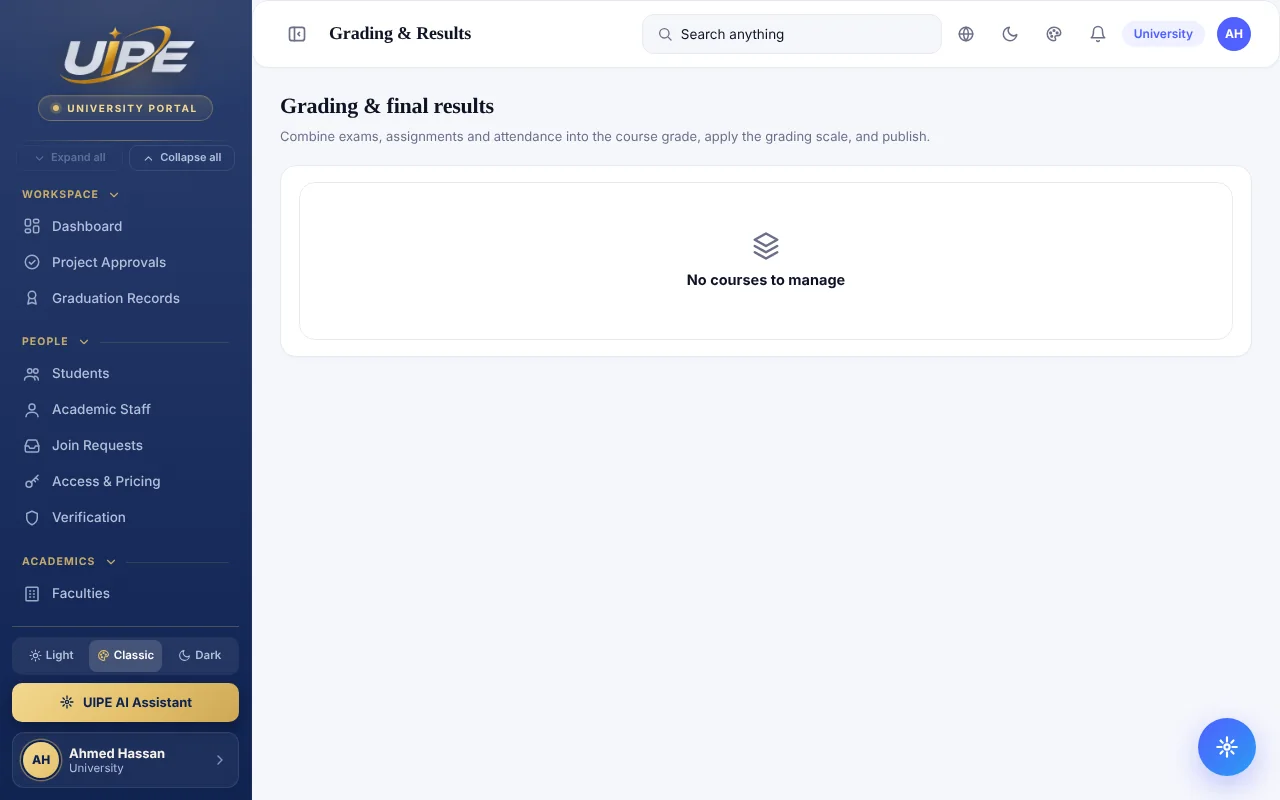 UIPE
UNIVERSITY PORTAL
Expand all
Collapse all
WORKSPACE
Dashboard
Project Approvals
Graduation Records
PEOPLE
Students
Academic Staff
Join Requests
Access & Pricing
Verification
ACADEMICS
Faculties
Light
Classic
Dark
UIPE AI Assistant
AH
Ahmed Hassan
University
Grading & Results
Search anything
University
AH
Grading & final results
Combine exams, assignments and attendance into the course grade, apply the grading scale, and publish.
No courses to manage